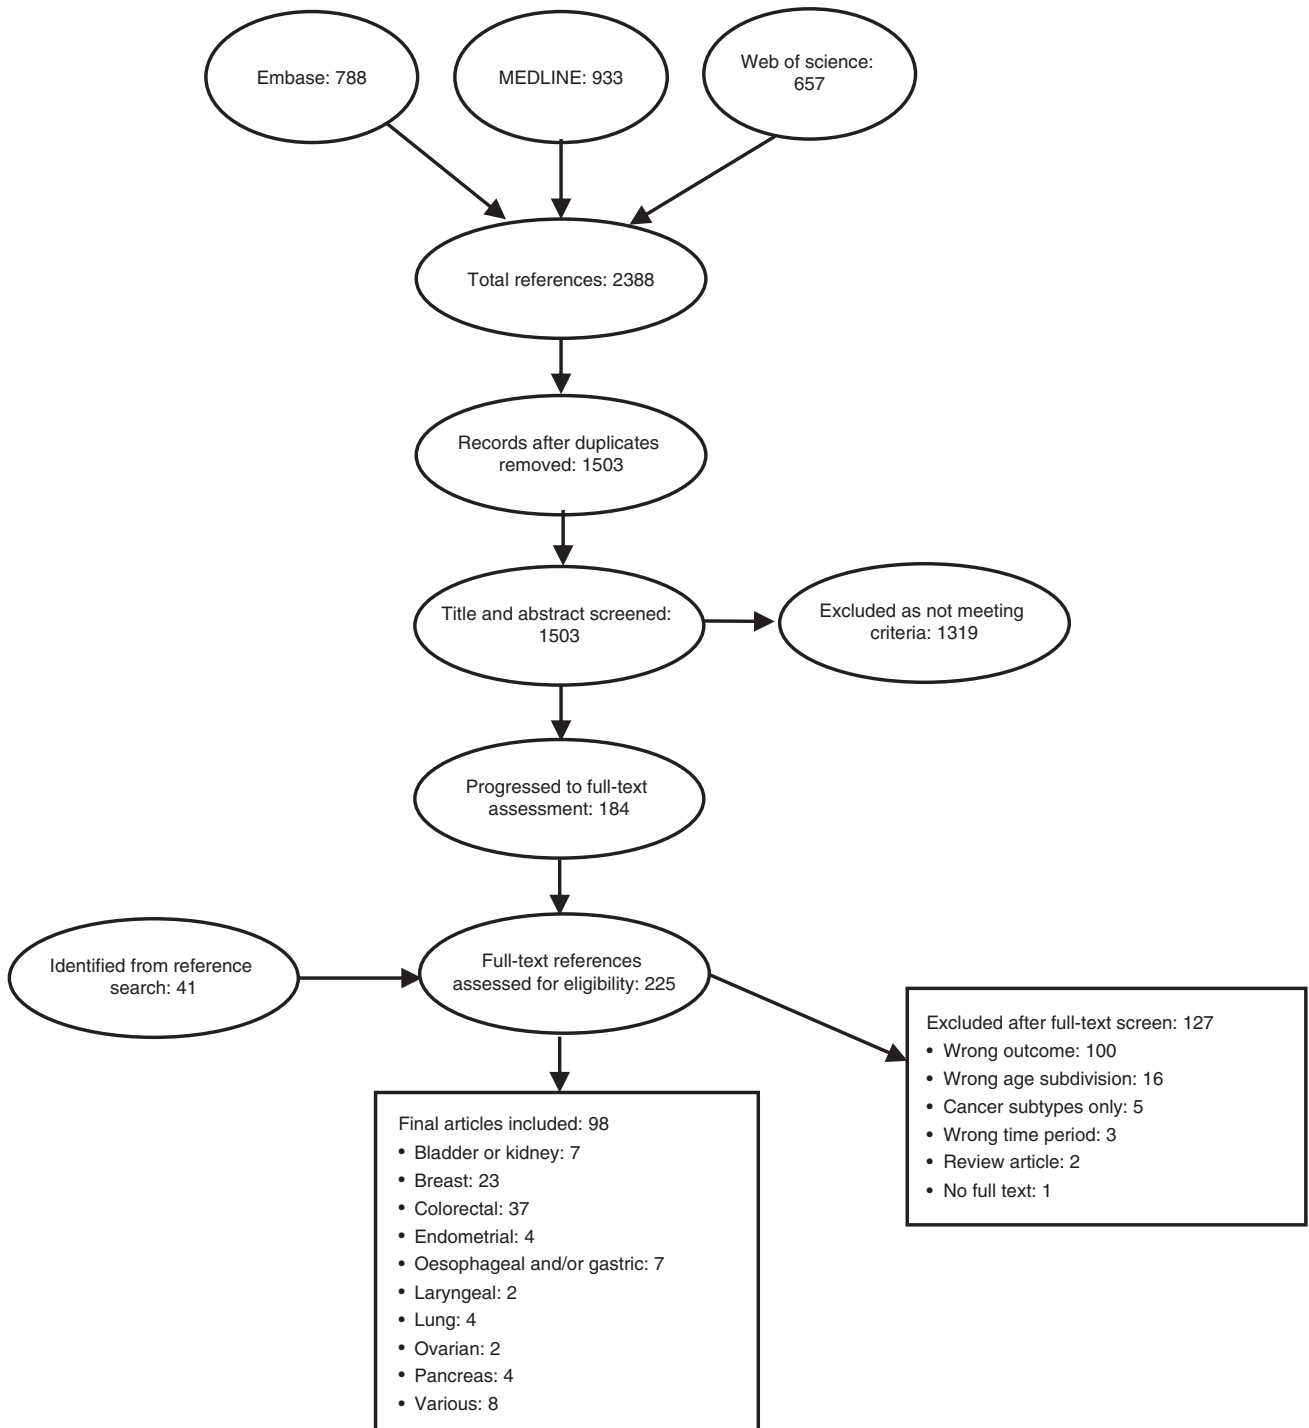 Embase: 788
MEDLINE: 933
Web of science:
657
Total references: 2388
Records after duplicates
removed: 1503
Title and abstract screened:
1503
Excluded as not meeting
criteria: 1319
Progressed to full-text
assessment: 184
Identified from reference
search: 41
Full-text references
assessed for eligibility: 225
Excluded after full-text screen: 127
• Wrong outcome: 100
• Wrong age subdivision: 16
• Cancer subtypes only: 5
• Wrong time period: 3
• Review article: 2
• No full text: 1
Final articles included: 98
• Bladder or kidney: 7
• Breast: 23
• Colorectal: 37
• Endometrial: 4
• Oesophageal and/or gastric: 7
• Laryngeal: 2
• Lung: 4
• Ovarian: 2
• Pancreas: 4
• Various: 8